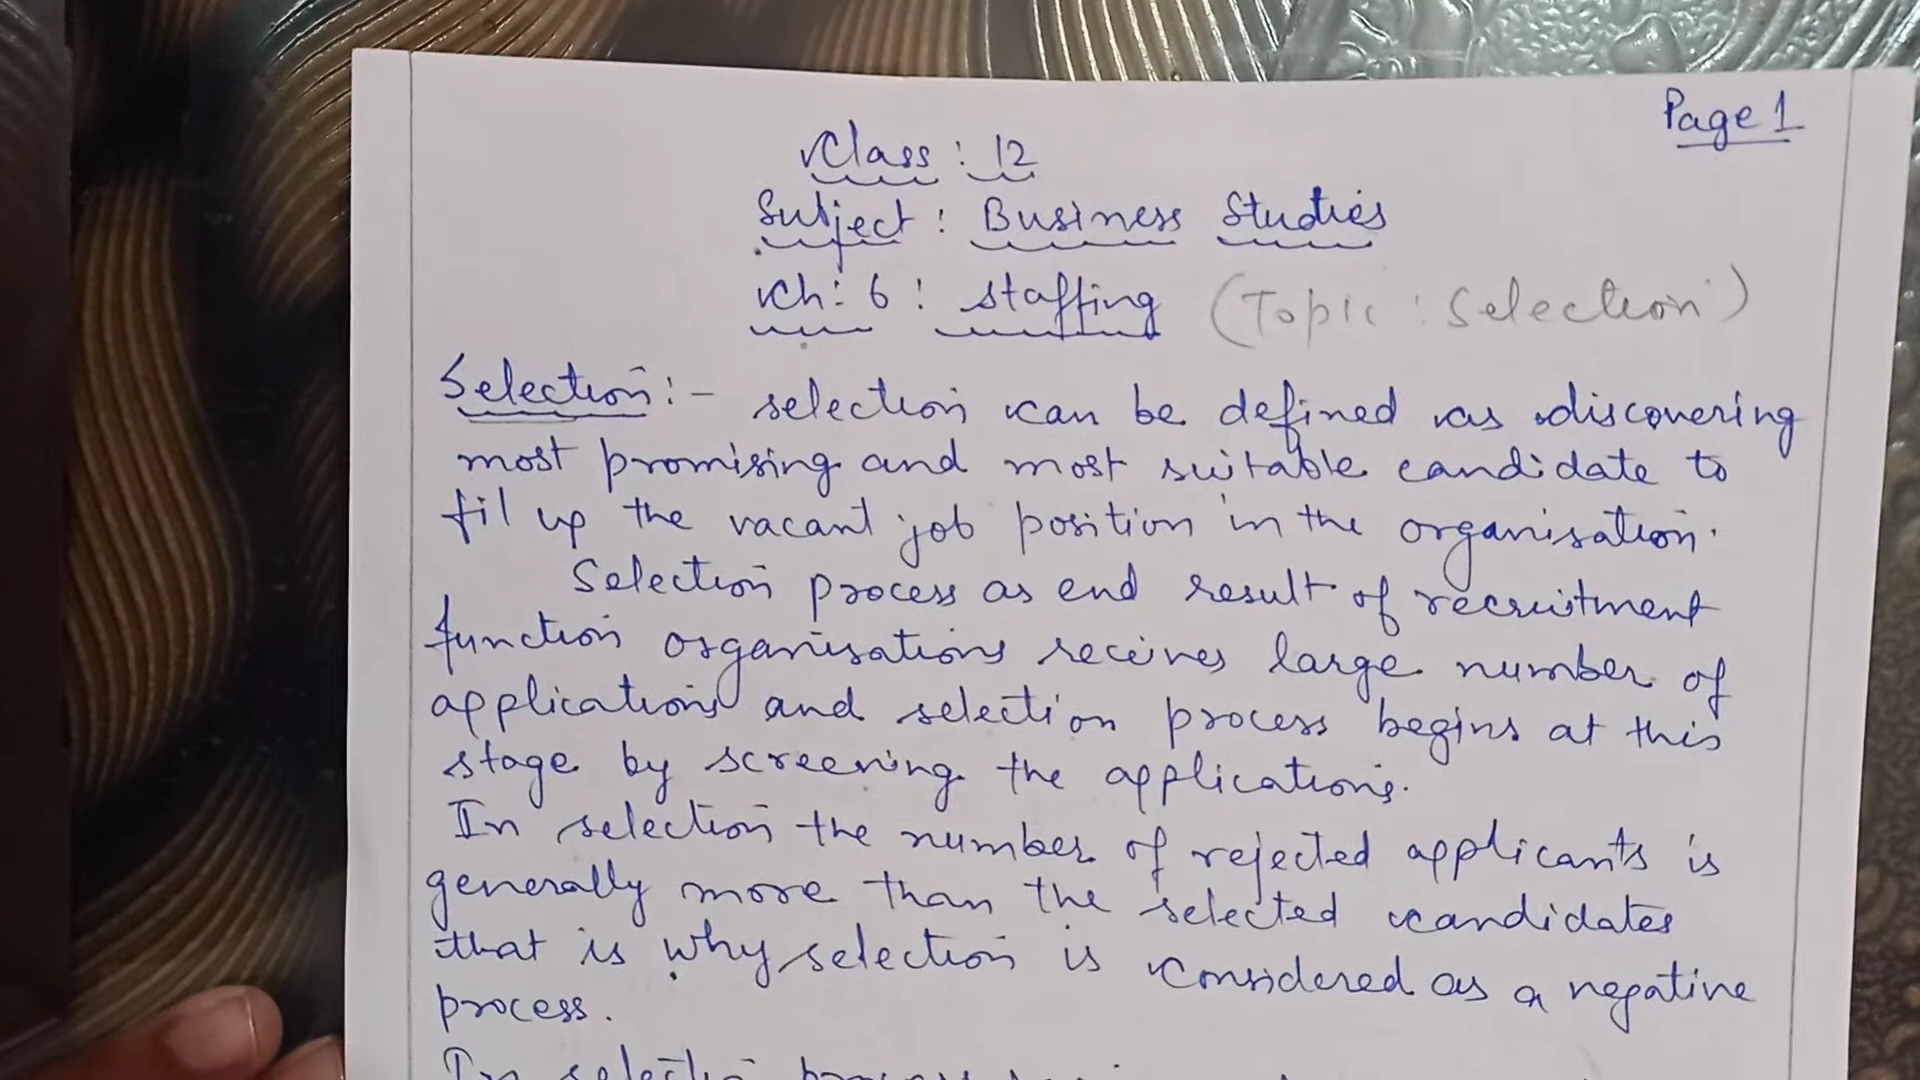 Page 1
Class : 12
Subject : Business Studies
Ch : 6 : Staffing (Topic : Selection)
Selection :- selection can be defined as discovering
most promising and most suitable candidate to
fil up the vacant job position in the organisation.
Selection process as end result of recruitment
function organisations receives large number of
applications and selection process begins at this
stage by screening the applications.
In selection the number of rejected applicants is
generally more than the selected candidates
that is why selection is considered as a negative
process.
In selection process